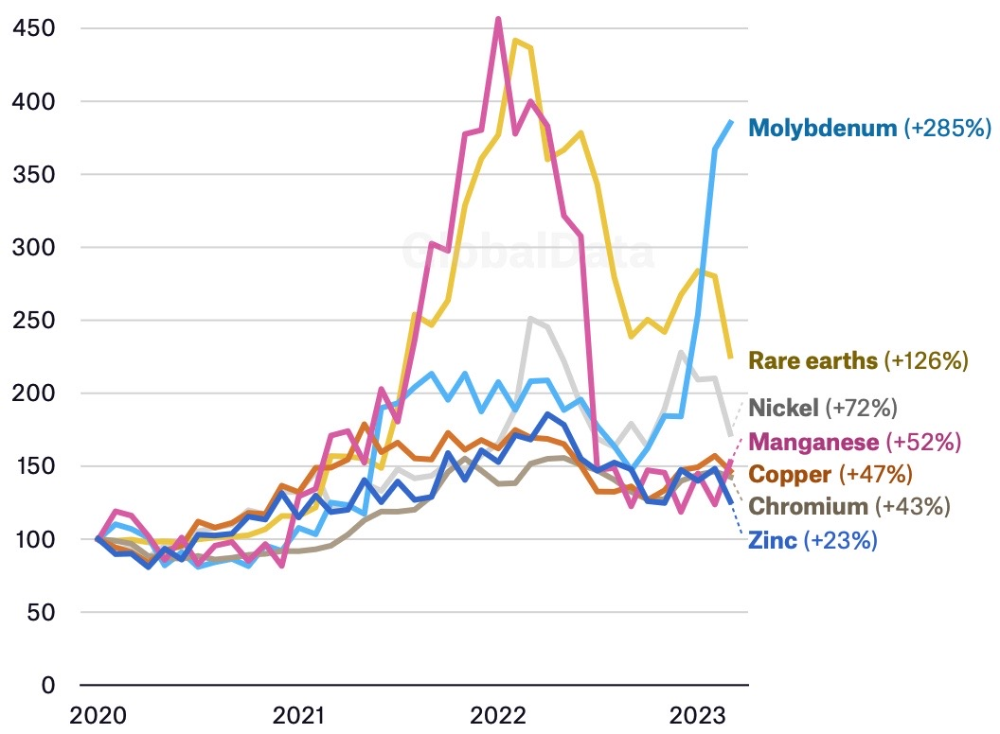 450
400
350
300
250
200
150
100
50
0
GlobalData
Molybdenum (+285%)
Rare earths (+126%)
Nickel (+72%)
Manganese (+52%)
Copper (+47%)
Chromium (+43%)
Zinc (+23%)
2020 2021 2022 2023